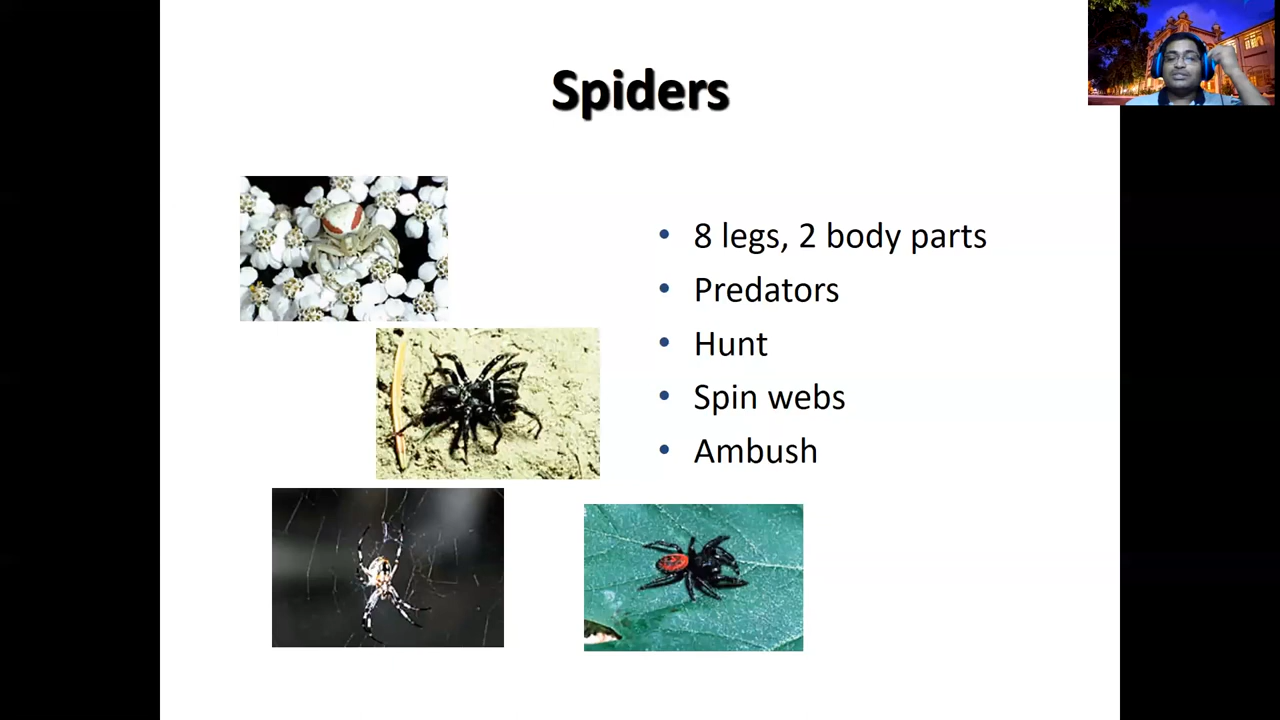 Spiders
8 legs, 2 body parts
Predators
Hunt
Spin webs
Ambush